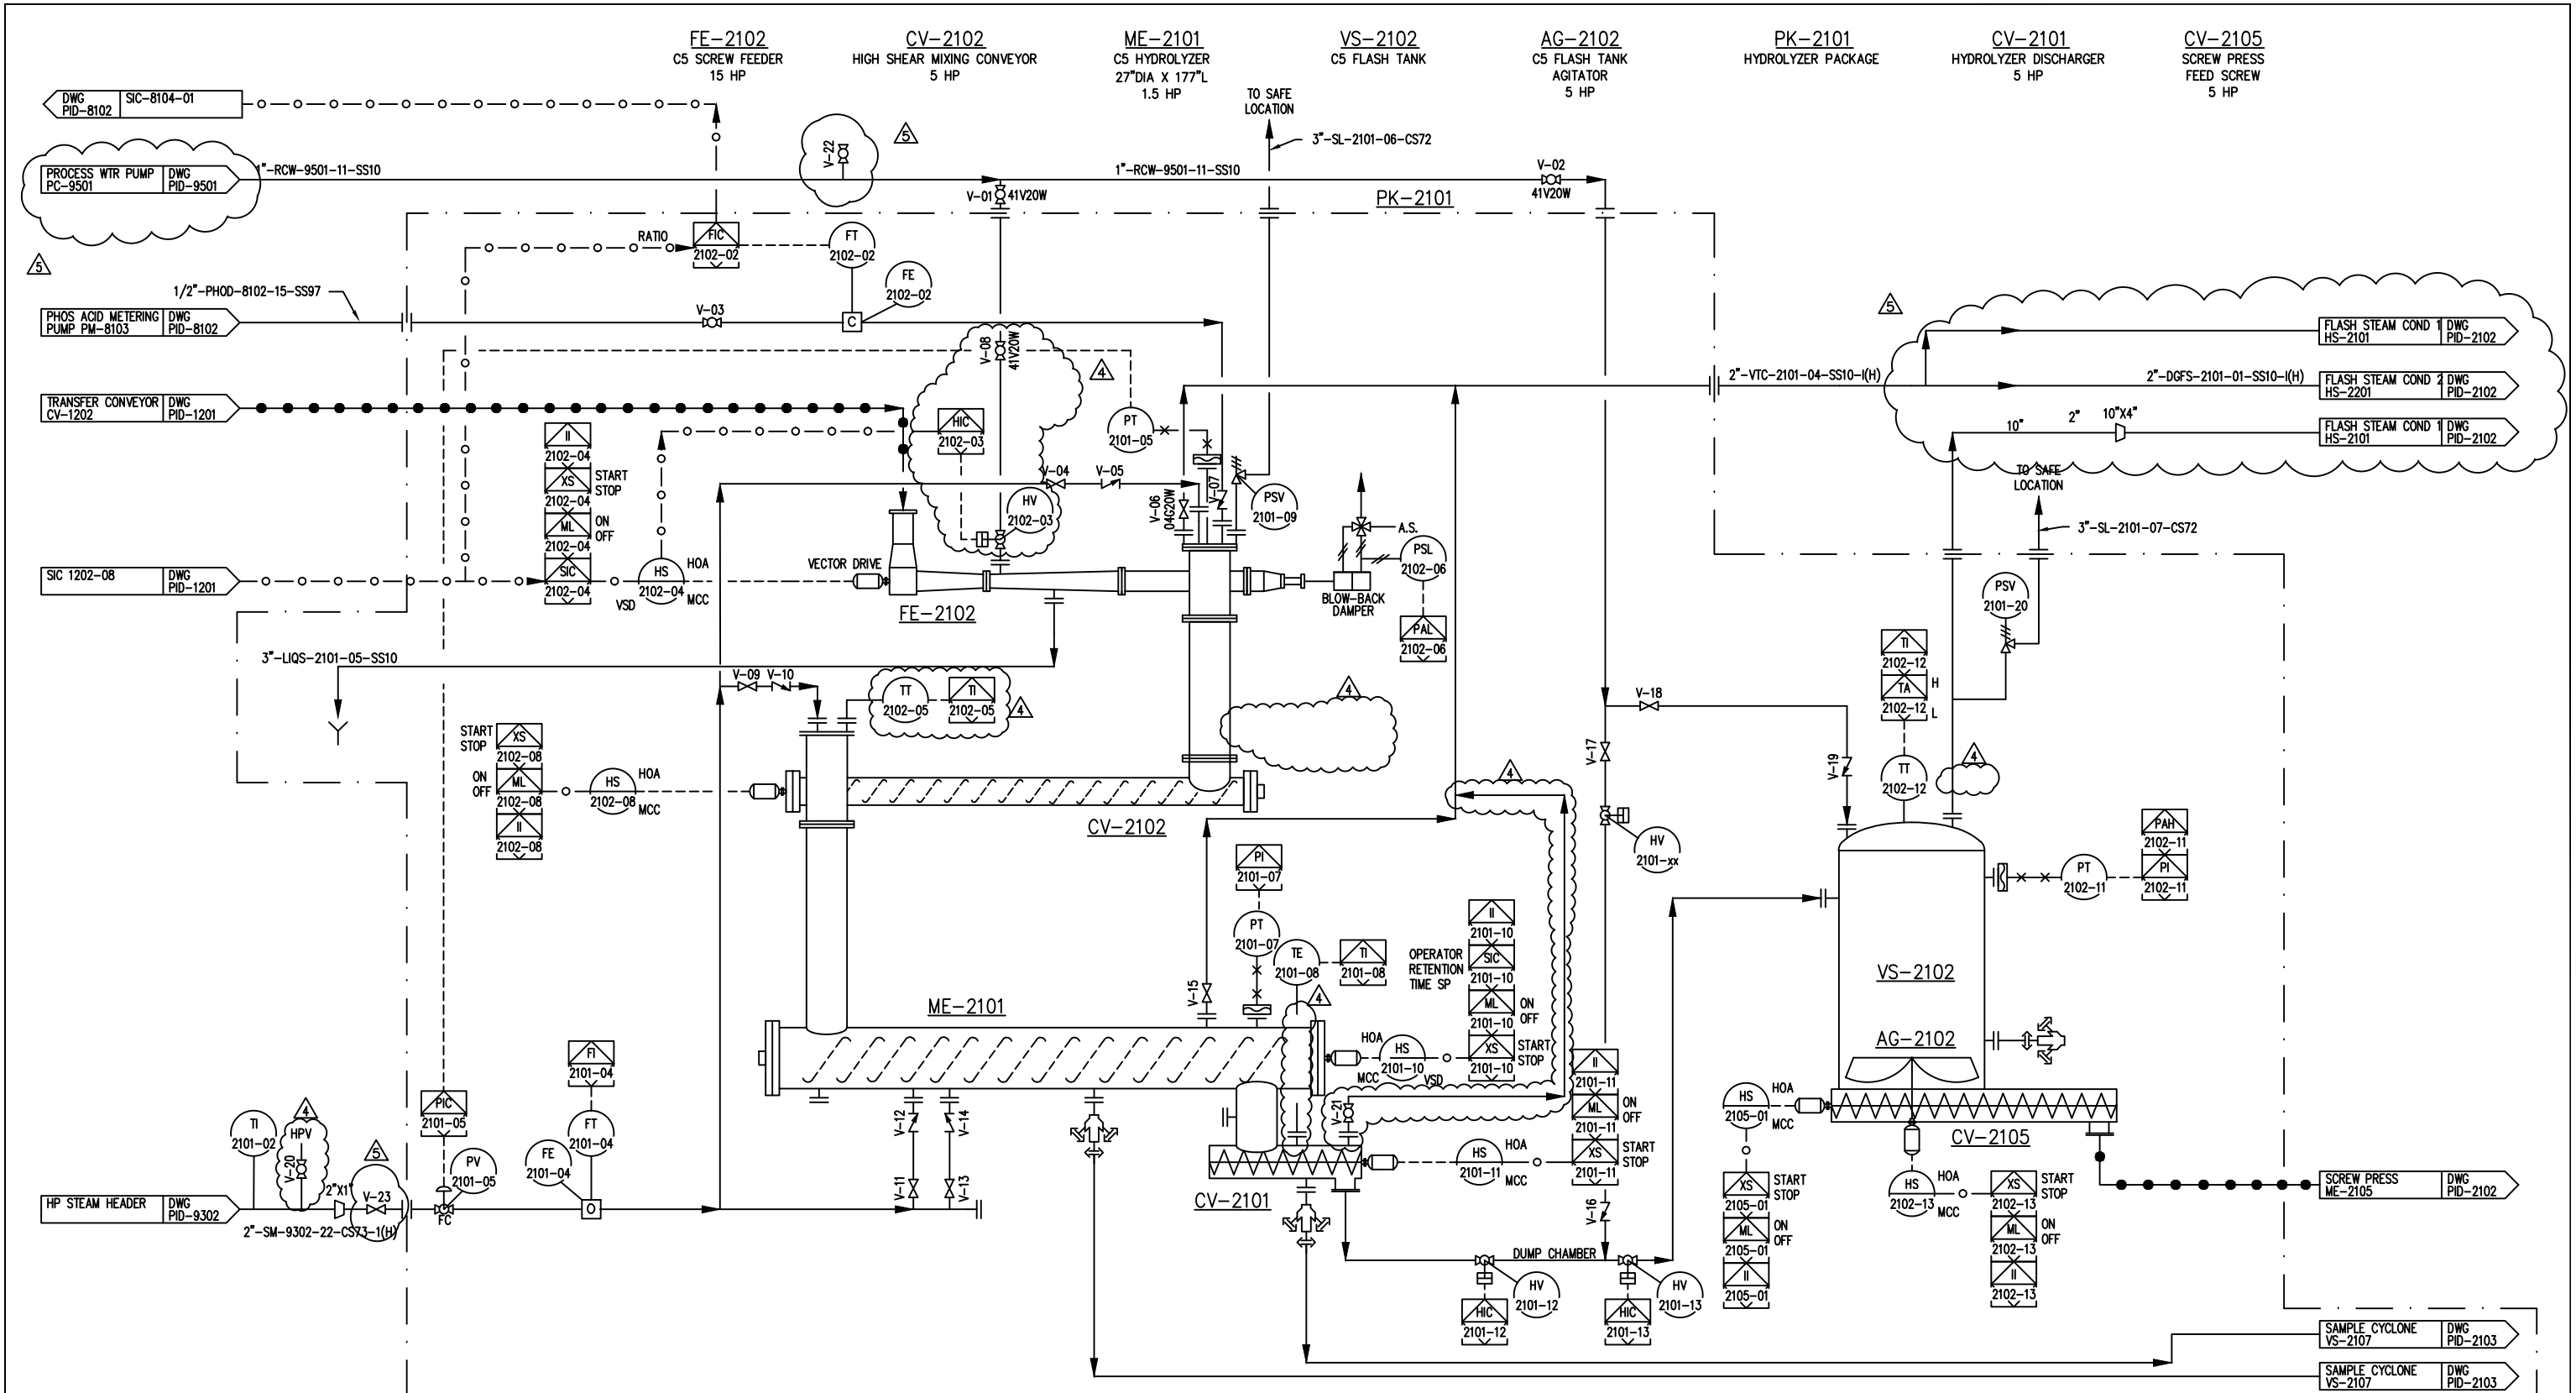 FE-2102
C5 SCREW FEEDER
15 HP
CV-2102
HIGH SHEAR MIXING CONVEYOR
5 HP
ME-2101
C5 HYDROLYZER
27"DIA X 177"L
1.5 HP
VS-2102
C5 FLASH TANK
AG-2102
C5 FLASH TANK
AGITATOR
5 HP
PK-2101
HYDROLYZER PACKAGE
CV-2101
HYDROLYZER DISCHARGER
5 HP
CV-2105
SCREW PRESS
FEED SCREW
5 HP
DWG
PID-8102
SIC-8104-01
TO SAFE
LOCATION
3"-SL-2101-06-CS72
V-22
5
PROCESS WTR PUMP
PC-9501
DWG
PID-9501
1"-RCW-9501-11-SS10
1"-RCW-9501-11-SS10
V-02
41V20W
V-01
41V20W
PK-2101
5
RATIO
FIC
2102-02
FT
2102-02
FE
2102-02
1/2"-PHOD-8102-15-SS97
PHOS ACID METERING
PUMP PM-8103
DWG
PID-8102
V-03
C
V-08
41V20W
4
5
FLASH STEAM COND 1
HS-2101
DWG
PID-2102
2"-VTC-2101-04-SS10-I(H)
2"-DGFS-2101-01-SS10-I(H)
FLASH STEAM COND 2
HS-2201
DWG
PID-2102
10"
2"
10"X4"
FLASH STEAM COND 1
HS-2101
DWG
PID-2102
TRANSFER CONVEYOR
CV-1202
DWG
PID-1201
HIC
2102-03
PT
2101-05
II
2102-04
XS
2102-04
START
STOP
ML
2102-04
ON
OFF
SIC
2102-04
VSD
HS
2102-04
HOA
MCC
V-04
V-05
HV
2102-03
V-06
04G20W
V-07
PSV
2101-09
A.S.
PSL
2102-06
PAL
2102-06
BLOW-BACK
DAMPER
TO SAFE
LOCATION
3"-SL-2101-07-CS72
SIC 1202-08
DWG
PID-1201
VECTOR DRIVE
FE-2102
PSV
2101-20
TI
2102-12
TA
2102-12
H
L
TT
2102-12
4
3"-LIQS-2101-05-SS10
V-09
V-10
TT
2102-05
TI
2102-05
4
4
V-18
V-17
V-19
START
STOP
XS
2102-08
ON
OFF
ML
2102-08
II
2102-08
HS
2102-08
HOA
MCC
CV-2102
4
HV
2101-xx
PAH
2102-11
PI
2102-11
PT
2102-11
PI
2101-07
PT
2101-07
TE
2101-08
TI
2101-08
4
OPERATOR
RETENTION
TIME SP
II
2101-10
SIC
2101-10
ML
2101-10
ON
OFF
XS
2101-10
START
STOP
HOA
HS
2101-10
MCC
VSD
V-15
ME-2101
VS-2102
AG-2102
FI
2101-04
PIC
2101-05
FT
2101-04
TI
2101-02
4
HPV
V-20
5
PV
2101-05
FE
2101-04
V-12
V-14
V-11
V-13
V-21
II
2101-11
ML
2101-11
ON
OFF
XS
2101-11
START
STOP
HS
2101-11
HOA
MCC
CV-2101
HS
2105-01
HOA
MCC
CV-2105
XS
2105-01
START
STOP
ML
2105-01
ON
OFF
II
2105-01
HS
2102-13
HOA
MCC
XS
2102-13
START
STOP
ML
2102-13
ON
OFF
II
2102-13
SCREW PRESS
ME-2105
DWG
PID-2102
HP STEAM HEADER
DWG
PID-9302
2"X1"
V-23
FC
O
2"-SM-9302-22-CS73-1(H)
V-16
DUMP CHAMBER
HV
2101-12
HIC
2101-12
HV
2101-13
HIC
2101-13
SAMPLE CYCLONE
VS-2107
DWG
PID-2103
SAMPLE CYCLONE
VS-2107
DWG
PID-2103